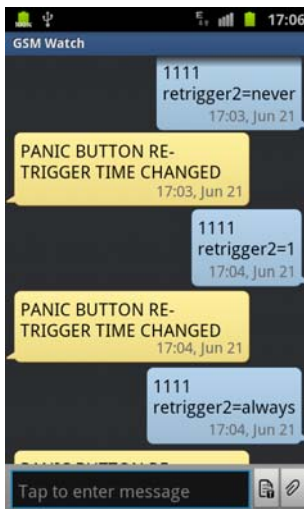 17:06
GSM Watch
1111
retrigger2=never
17:03, Jun 21
PANIC BUTTON RE-
TRIGGER TIME CHANGED
17:03, Jun 21
1111
retrigger2=1
17:04, Jun 21
PANIC BUTTON RE-
TRIGGER TIME CHANGED
17:04, Jun 21
1111
retrigger2=always
17:04, Jun 21
Tap to enter message